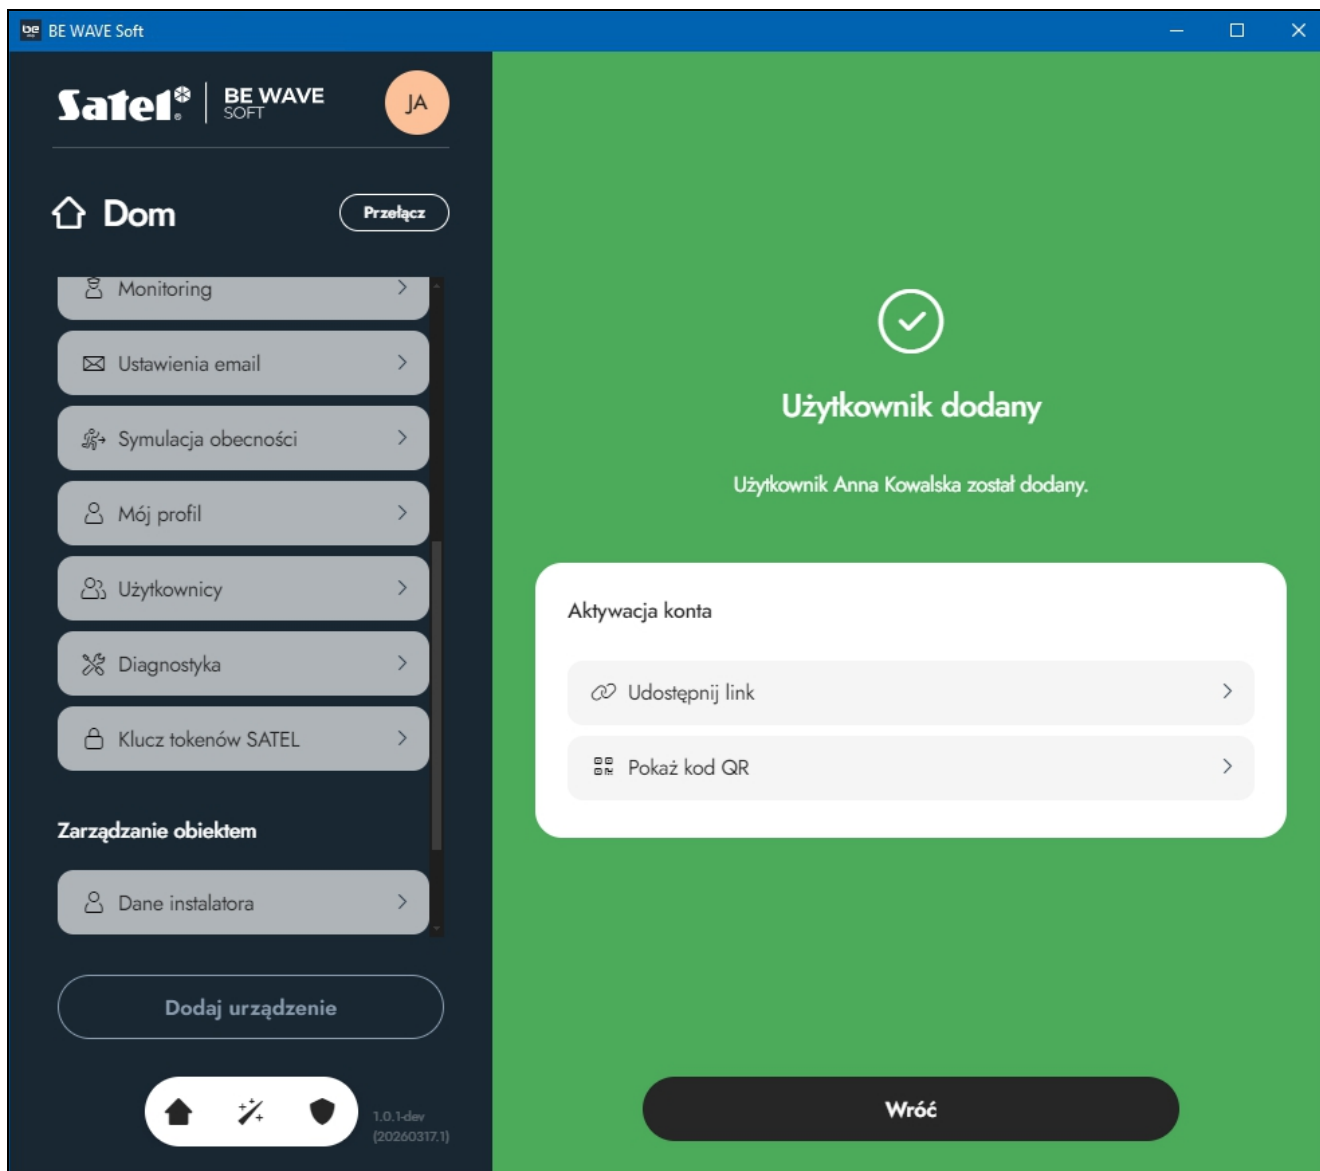 be
BE WAVE Soft
Satel®
BE WAVE
SOFT
JA
Dom
Przełącz
Monitoring
Ustawienia email
Symulacja obecności
Mój profil
Użytkownicy
Diagnostyka
Klucz tokenów SATEL
Zarządzanie obiektem
Dane instalatora
Dodaj urządzenie
1.0.1-dev
(20260317.1)
Użytkownik dodany
Użytkownik Anna Kowalska został dodany.
Aktywacja konta
Udostępnij link
Pokaż kod QR
Wróć